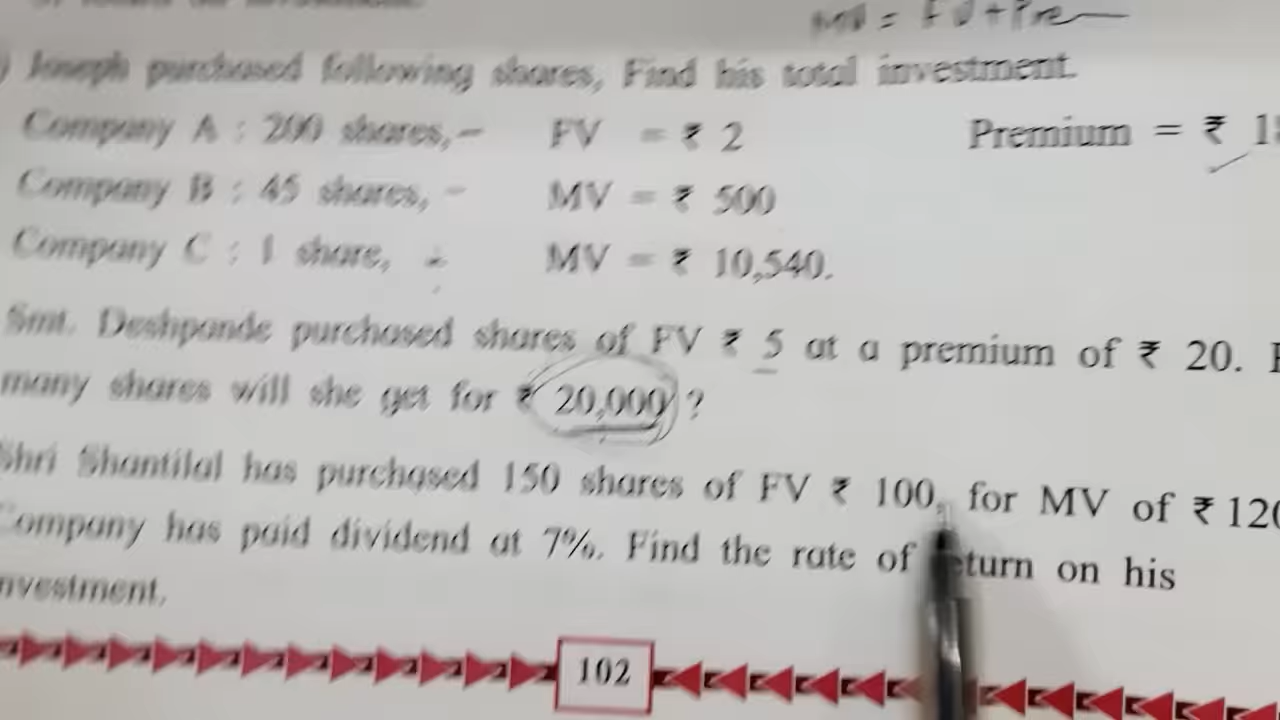 MV = FV + Pre
) Joseph purchased following shares, Find his total investment.
Company A : 200 shares, FV = ₹ 2 Premium = ₹
Company B : 45 shares, MV = ₹ 500
Company C : 1 share, MV = ₹ 10,540.
Smt. Deshpande purchased shares of FV ₹ 5 at a premium of ₹ 20.
many shares will she get for ₹ 20,000 ?
Shri Shantilal has purchased 150 shares of FV ₹ 100, for MV of ₹ 120
Company has paid dividend at 7%. Find the rate of return on his
investment.
102